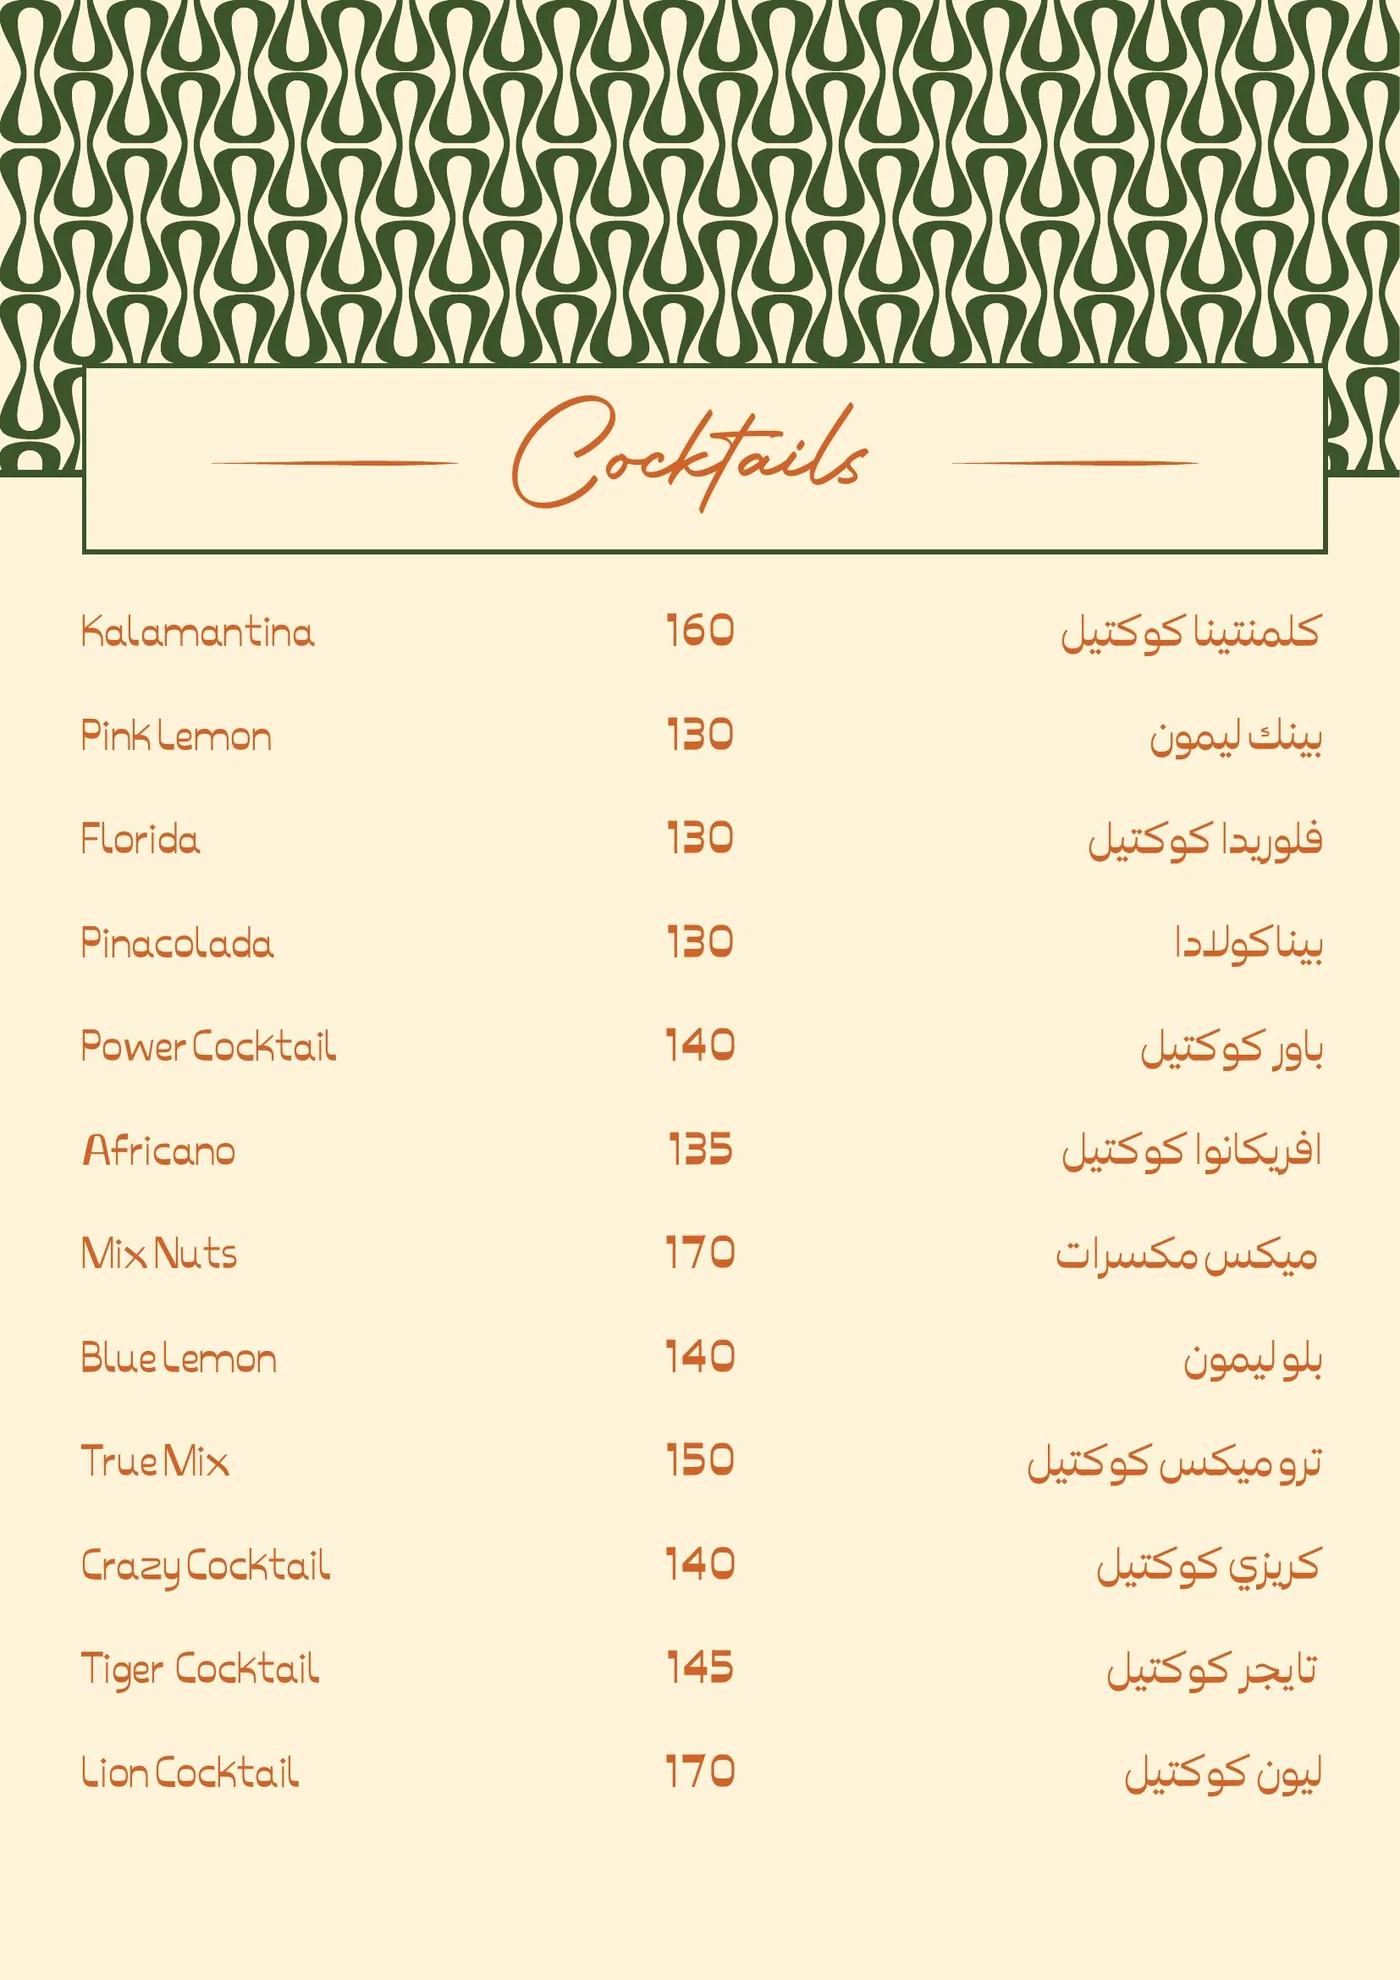 Cocktails
Kalamantina 160 كلمنتينا كوكتيل
Pink Lemon 130 بينك ليمون
Florida 130 فلوريدا كوكتيل
Pinacolada 130 بيناكولادا
Power Cocktail 140 باور كوكتيل
Africano 135 افريكانوا كوكتيل
Mix Nuts 170 ميكس مكسرات
Blue Lemon 140 بلو ليمون
True Mix 150 ترو ميكس كوكتيل
Crazy Cocktail 140 كريزي كوكتيل
Tiger Cocktail 145 تايجر كوكتيل
Lion Cocktail 170 ليون كوكتيل